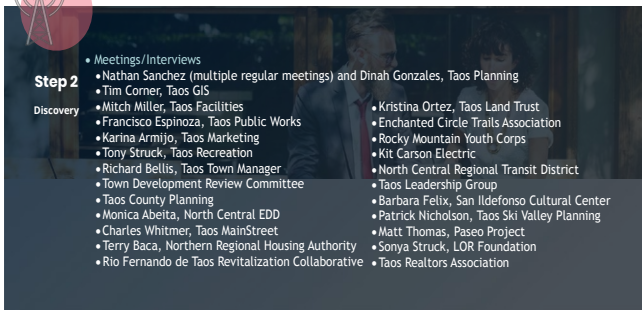 Step 2
Discovery
• Meetings/Interviews
• Nathan Sanchez (multiple regular meetings) and Dinah Gonzales, Taos Planning
• Tim Corner, Taos GIS
• Mitch Miller, Taos Facilities
• Francisco Espinoza, Taos Public Works
• Karina Armijo, Taos Marketing
• Tony Struck, Taos Recreation
• Richard Bellis, Taos Town Manager
• Town Development Review Committee
• Taos County Planning
• Monica Abeita, North Central EDD
• Charles Whitmer, Taos MainStreet
• Terry Baca, Northern Regional Housing Authority
• Rio Fernando de Taos Revitalization Collaborative
• Kristina Ortez, Taos Land Trust
• Enchanted Circle Trails Association
• Rocky Mountain Youth Corps
• Kit Carson Electric
• North Central Regional Transit District
• Taos Leadership Group
• Barbara Felix, San Ildefonso Cultural Center
• Patrick Nicholson, Taos Ski Valley Planning
• Matt Thomas, Paseo Project
• Sonya Struck, LOR Foundation
• Taos Realtors Association